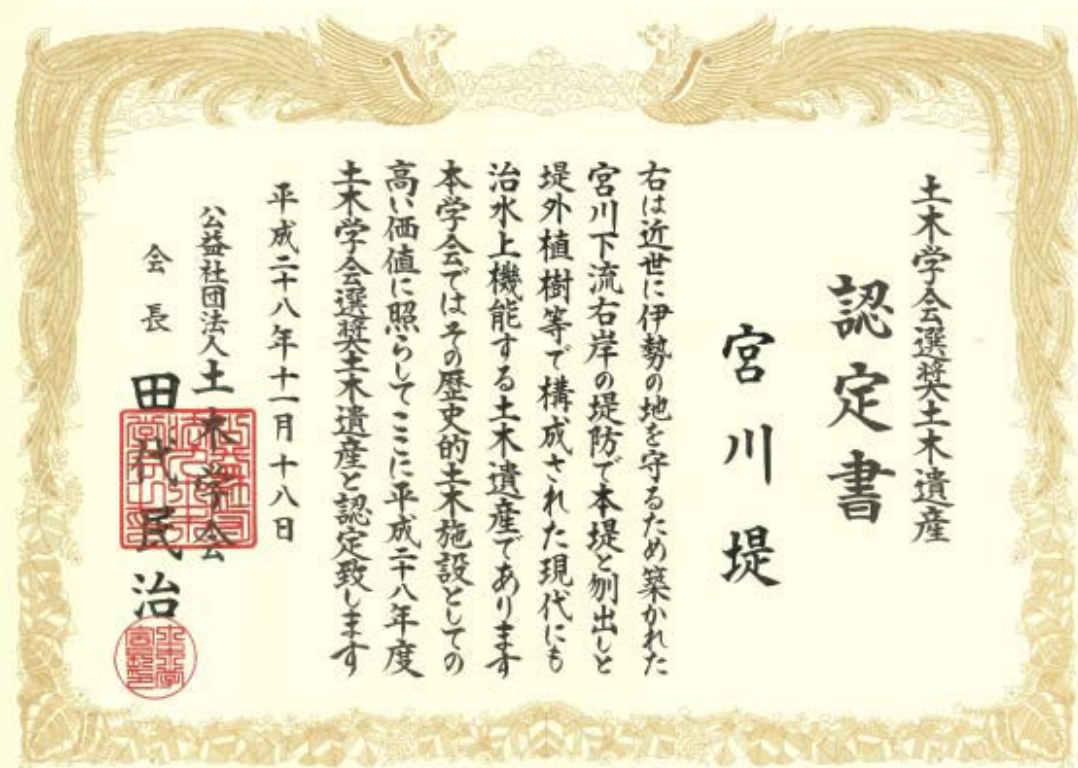 土木学会選奨土木遺産
認定書
宮川堤
右は近世に伊勢の地を守るため築かれた
宮川下流右岸の堤防で本堤と刎出しと
堤外植樹等で構成された現代にも
治水上機能する土木遺産であります
本学会ではその歴史的土木施設としての
高い価値に照らしてここに平成二十八年度
土木学会選奨土木遺産と認定致します
平成二十八年十一月十八日
公益社団法人土木学会
会長 田代民治